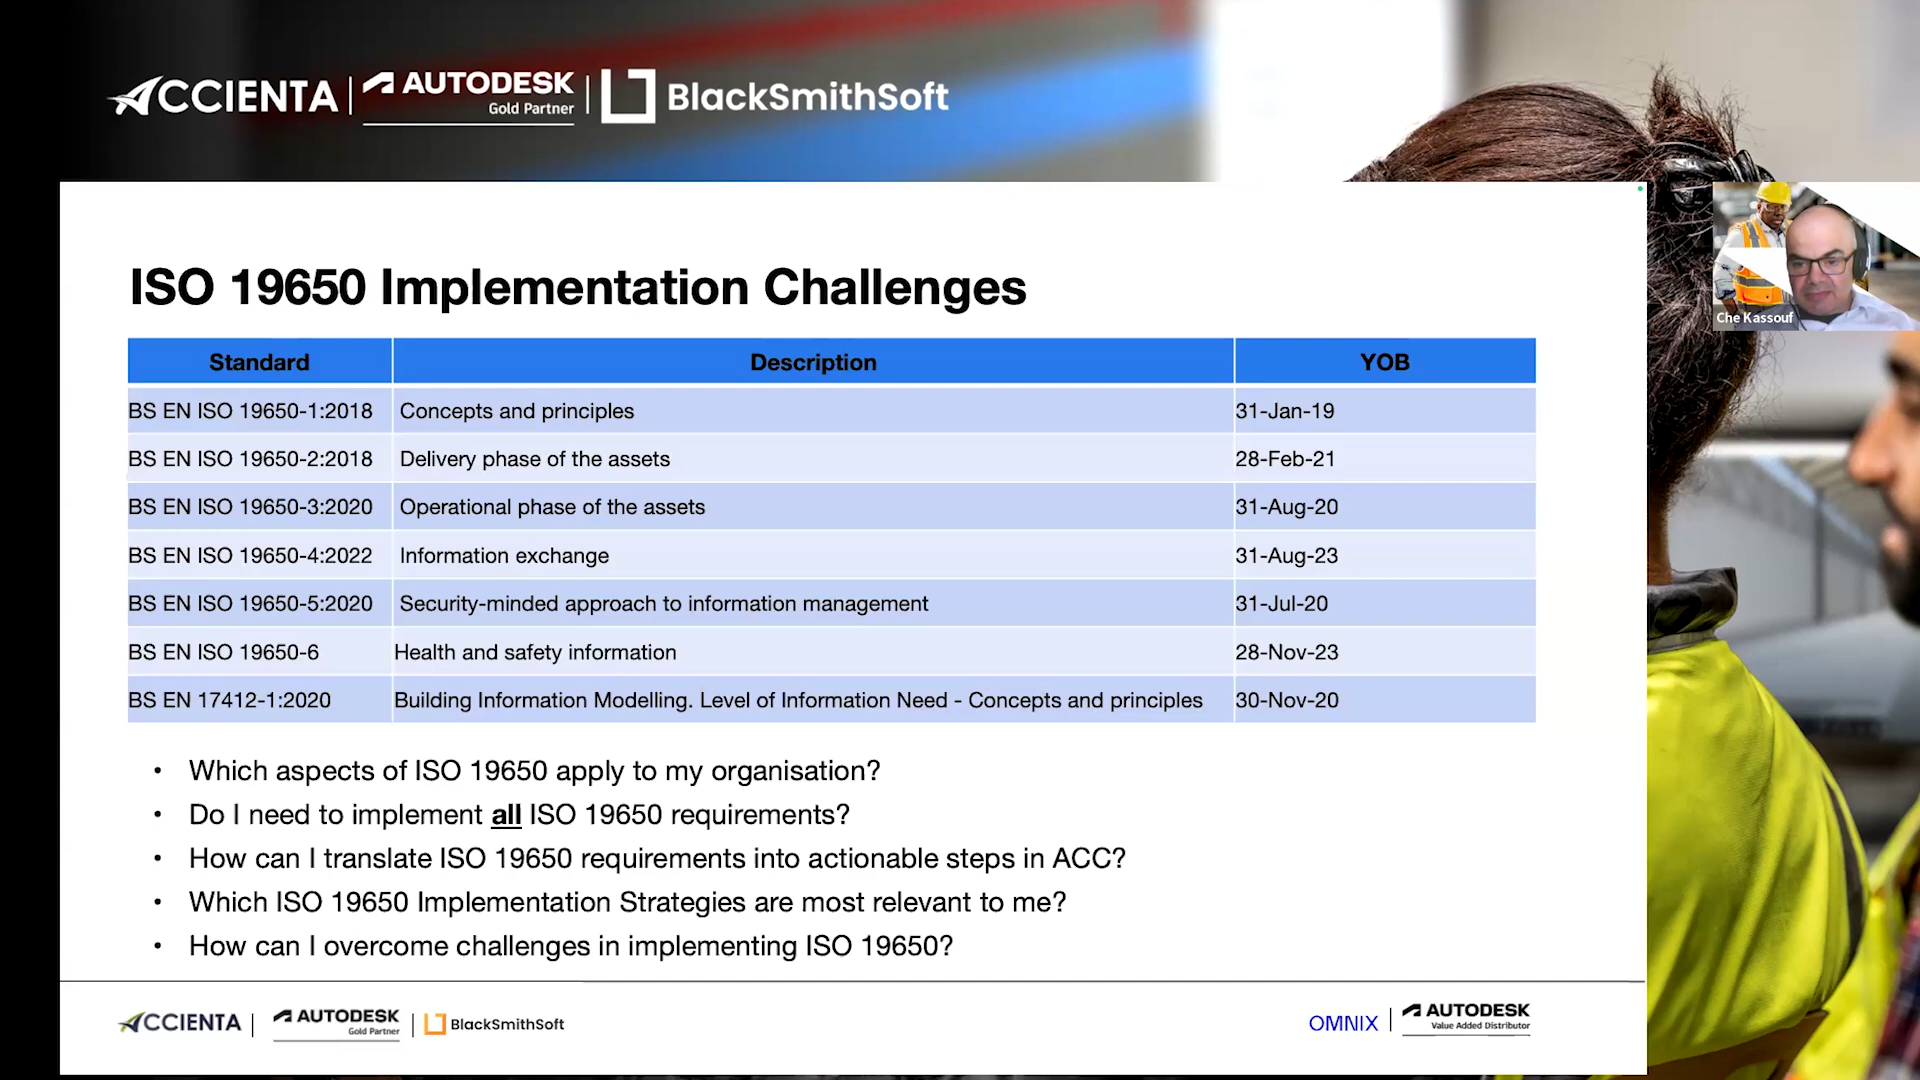 ACCIENTA | AUTODESK Gold Partner | BlackSmithSoft
Che Kassouf
ISO 19650 Implementation Challenges
Standard Description YOB
BS EN ISO 19650-1:2018 Concepts and principles 31-Jan-19
BS EN ISO 19650-2:2018 Delivery phase of the assets 28-Feb-21
BS EN ISO 19650-3:2020 Operational phase of the assets 31-Aug-20
BS EN ISO 19650-4:2022 Information exchange 31-Aug-23
BS EN ISO 19650-5:2020 Security-minded approach to information management 31-Jul-20
BS EN ISO 19650-6 Health and safety information 28-Nov-23
BS EN 17412-1:2020 Building Information Modelling. Level of Information Need - Concepts and principles 30-Nov-20
• Which aspects of ISO 19650 apply to my organisation?
• Do I need to implement all ISO 19650 requirements?
• How can I translate ISO 19650 requirements into actionable steps in ACC?
• Which ISO 19650 Implementation Strategies are most relevant to me?
• How can I overcome challenges in implementing ISO 19650?
ACCIENTA | AUTODESK Gold Partner | BlackSmithSoft
OMNIX | AUTODESK Value Added Distributor